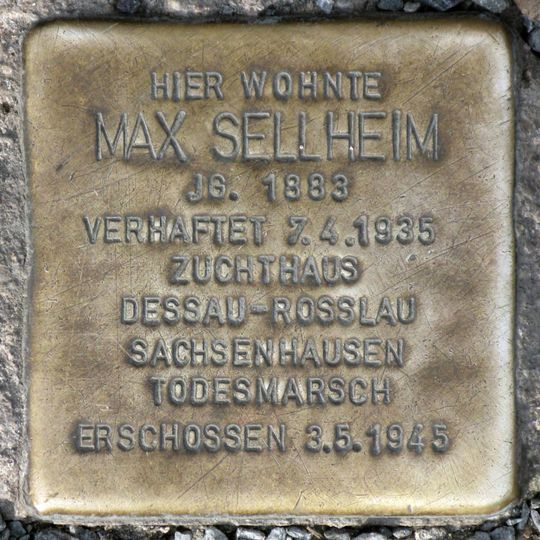 HIER WOHNTE
MAX SELLHEIM
JG. 1883
VERHAFTET 7.4.1935
ZUCHTHAUS
DESSAU-ROSSLAU
SACHSENHAUSEN
TODESMARSCH
ERSCHOSSEN 3.5.1945